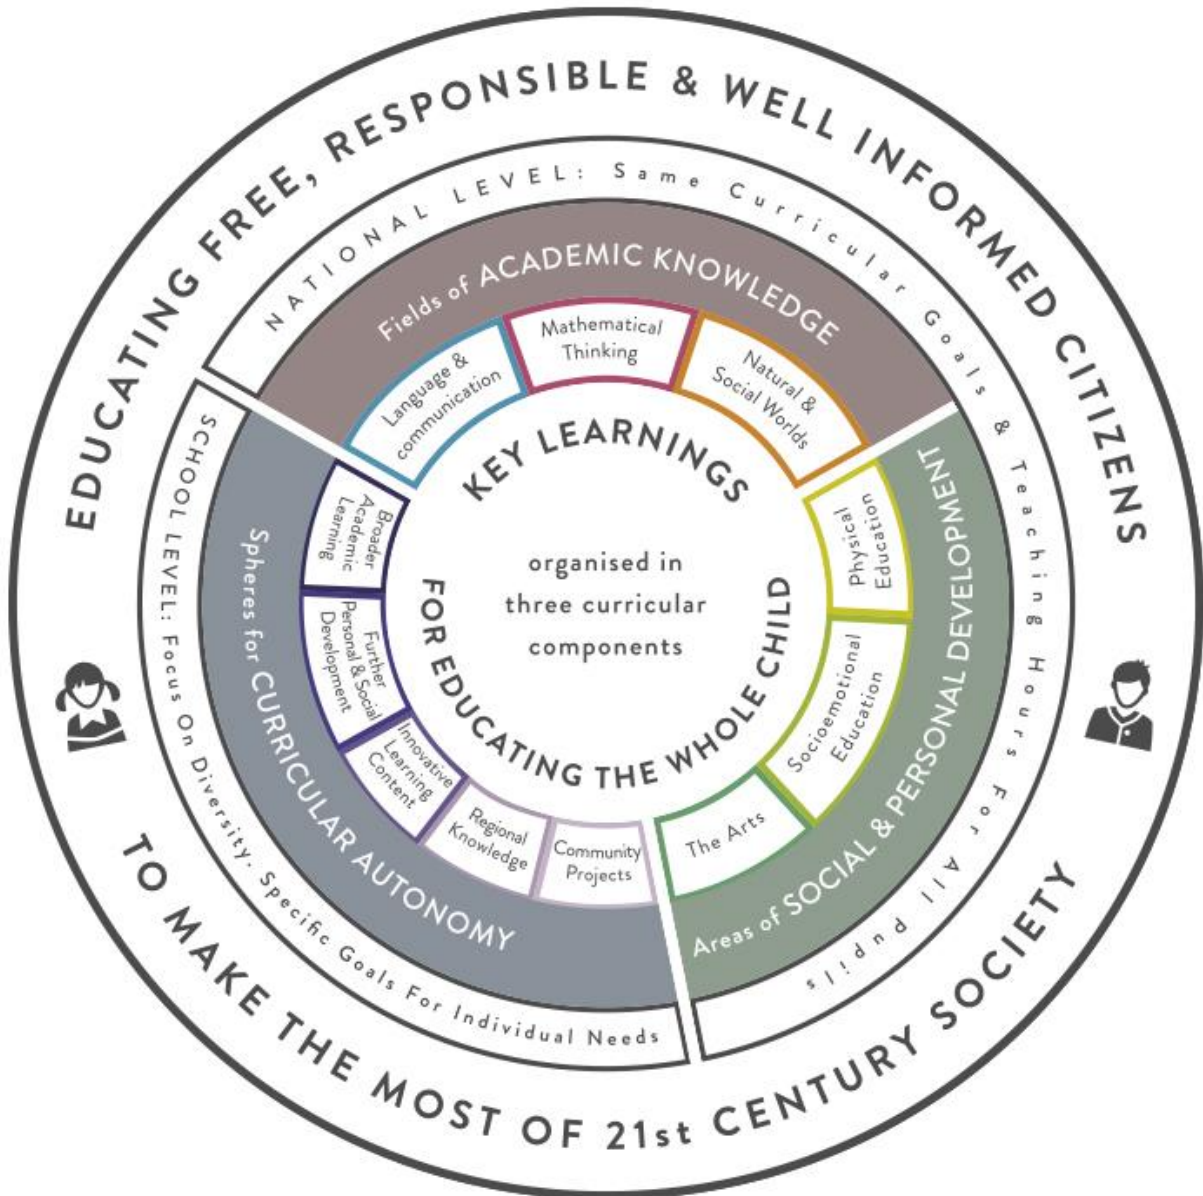 EDUCATING FREE, RESPONSIBLE & WELL INFORMED CITIZENS
TO MAKE THE MOST OF 21st CENTURY SOCIETY
NATIONAL LEVEL: Same Curricular Goals & Teaching Hours For All Pupils
SCHOOL LEVEL: Focus On Diversity. Specific Goals For Individual Needs
Fields of ACADEMIC KNOWLEDGE
Language &
communication
Mathematical
Thinking
Natural &
Social Worlds
Areas of SOCIAL & PERSONAL DEVELOPMENT
Physical
Education
Socioemotional
Education
The Arts
Spheres for CURRICULAR AUTONOMY
Broader
Academic
Learning
Further
Personal & Social
Development
Innovative
Learning
Content
Regional
Knowledge
Community
Projects
KEY LEARNINGS
organised in
three curricular
components
FOR EDUCATING THE WHOLE CHILD